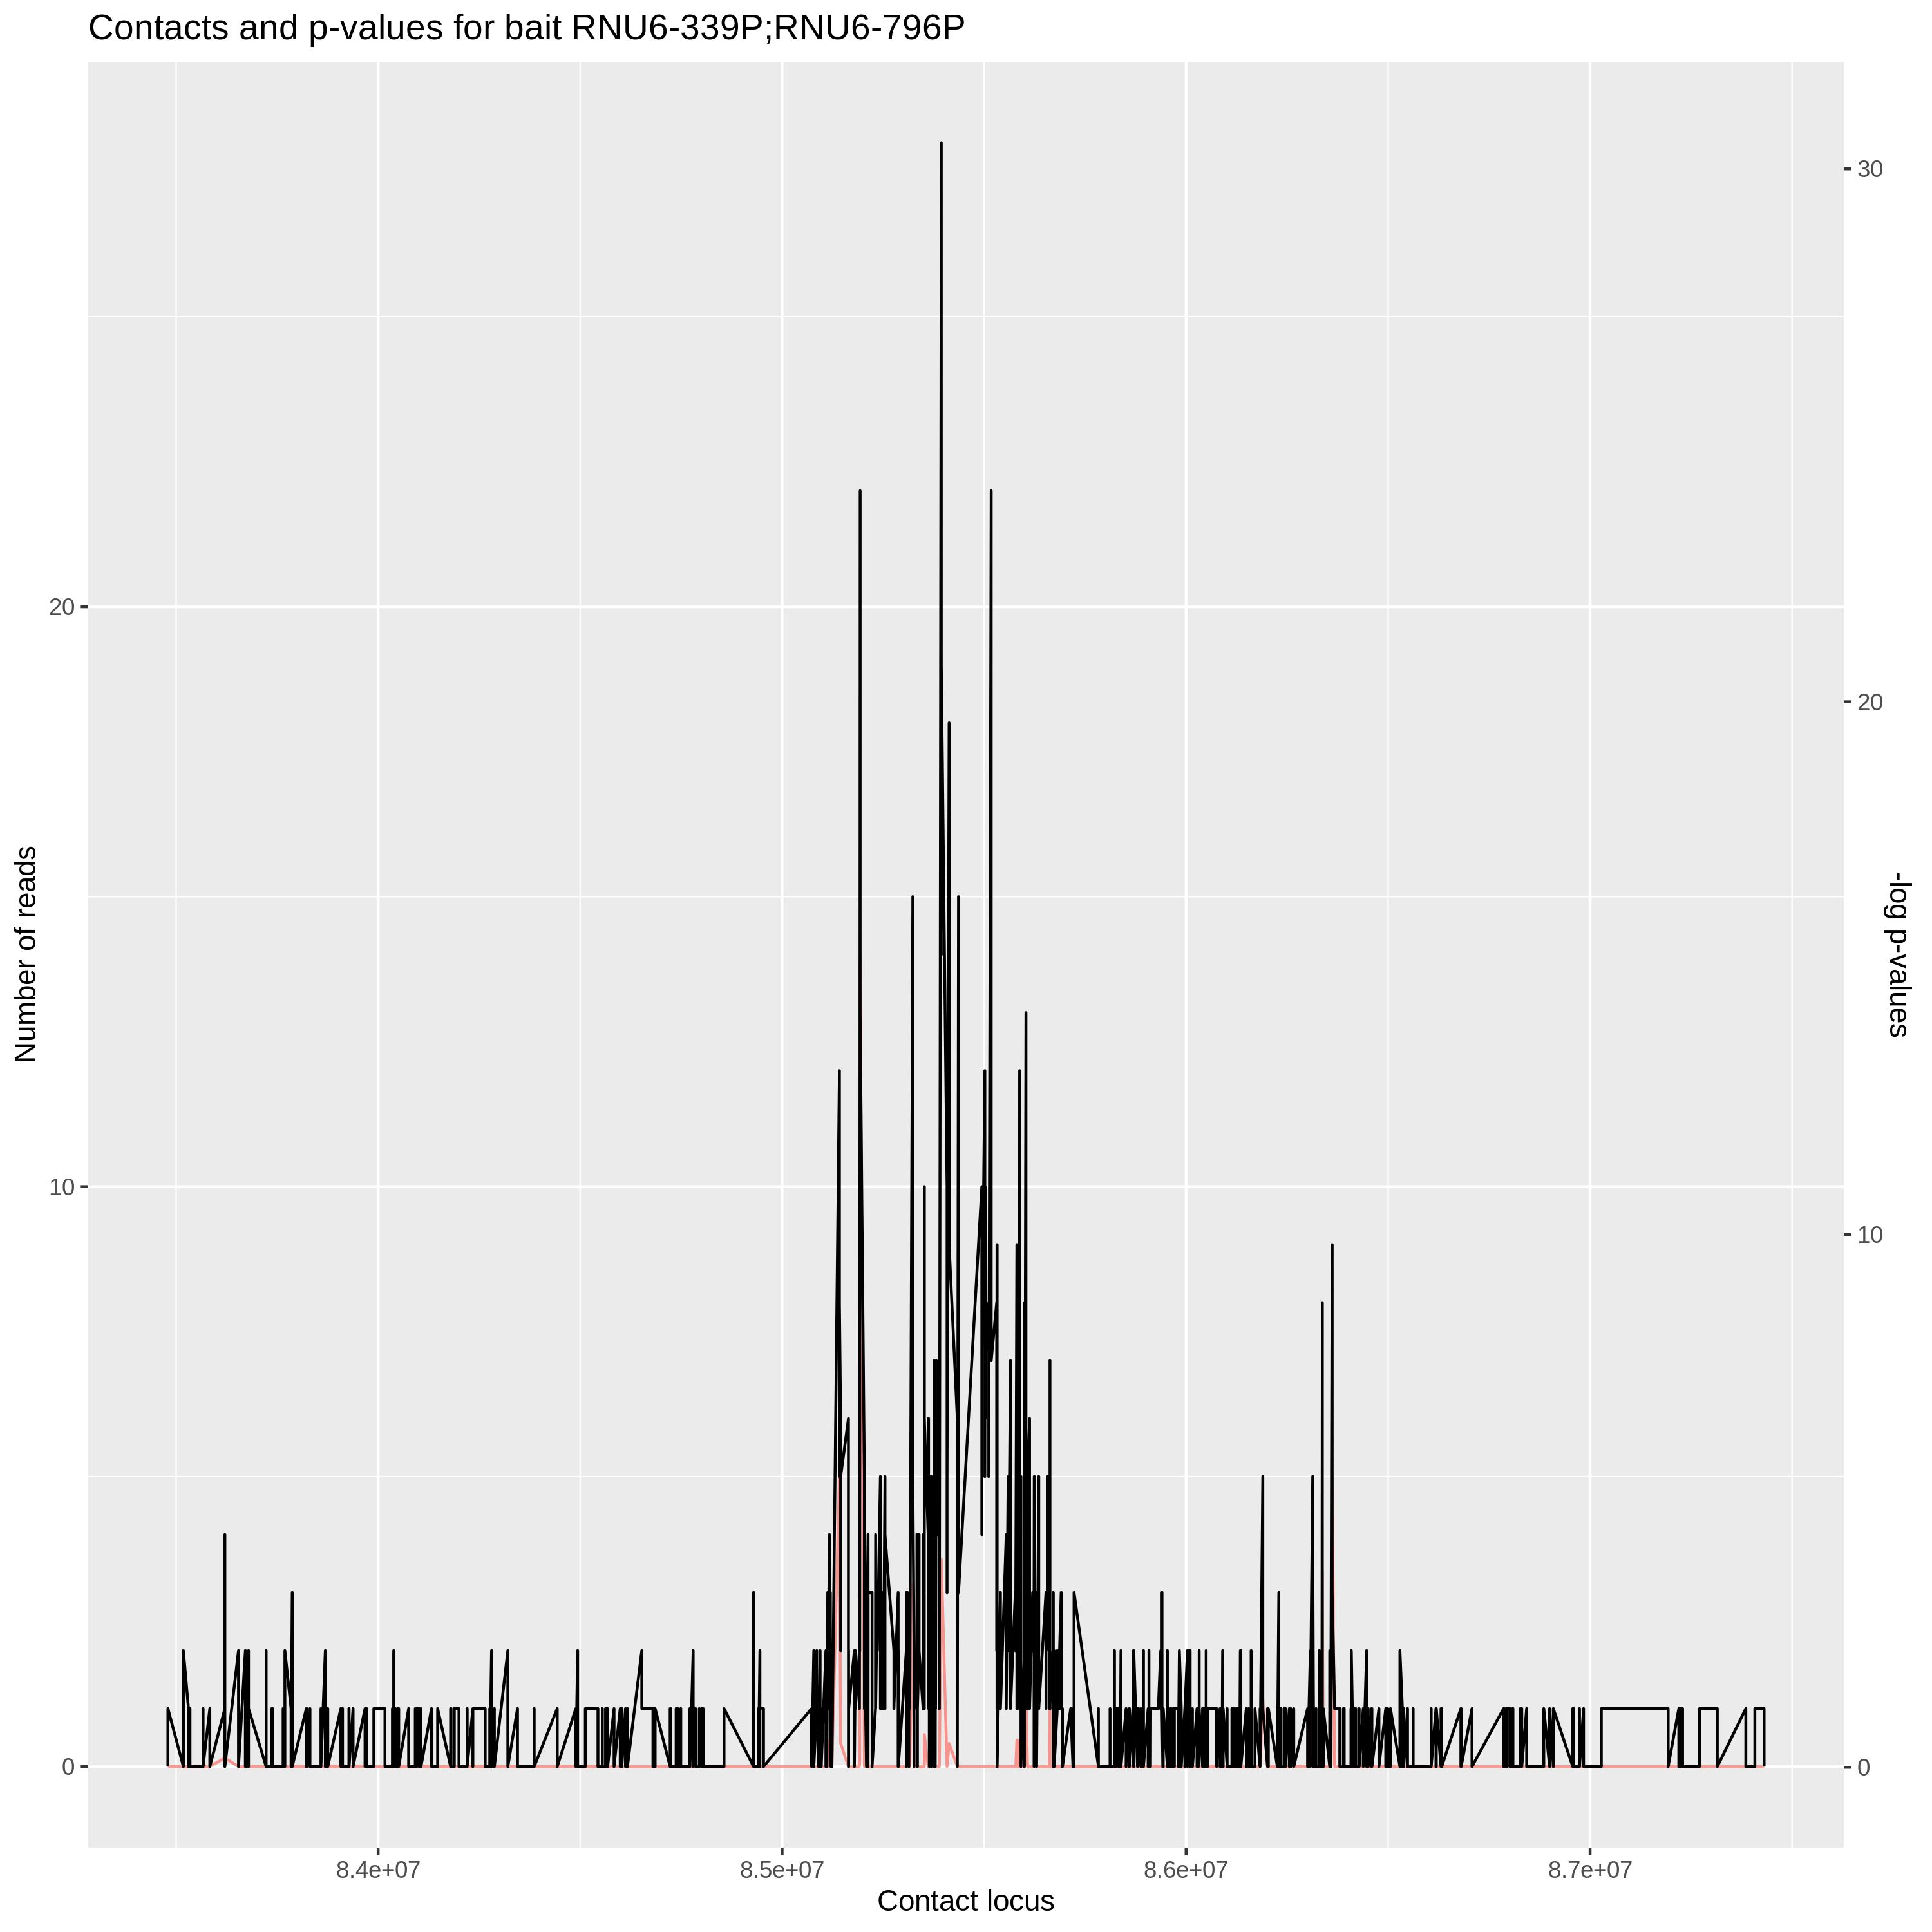 Contacts and p-values for bait RNU6-339P;RNU6-796P
30
20
20
10
10
0
0
Number of reads
-log p-values
8.4e+07
8.5e+07
8.6e+07
8.7e+07
Contact locus